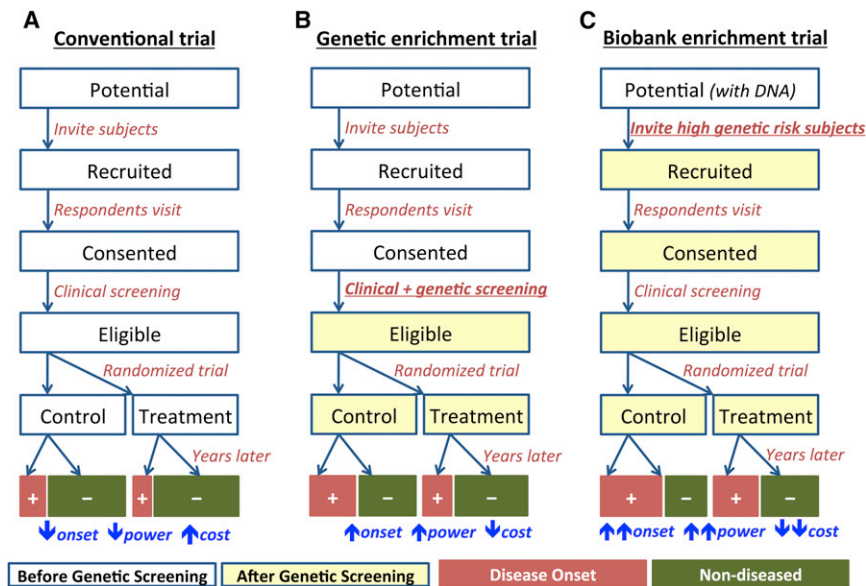 A
Conventional trial
Potential
Invite subjects
Recruited
Respondents visit
Consented
Clinical screening
Eligible
Randomized trial
Control
Treatment
Years later
+
−
+
−
onset
power
cost
B
Genetic enrichment trial
Potential
Invite subjects
Recruited
Respondents visit
Consented
Clinical + genetic screening
Eligible
Randomized trial
Control
Treatment
Years later
+
−
+
−
onset
power
cost
C
Biobank enrichment trial
Potential (with DNA)
Invite high genetic risk subjects
Recruited
Respondents visit
Consented
Clinical screening
Eligible
Randomized trial
Control
Treatment
Years later
+
−
+
−
onset
power
cost
Before Genetic Screening
After Genetic Screening
Disease Onset
Non-diseased